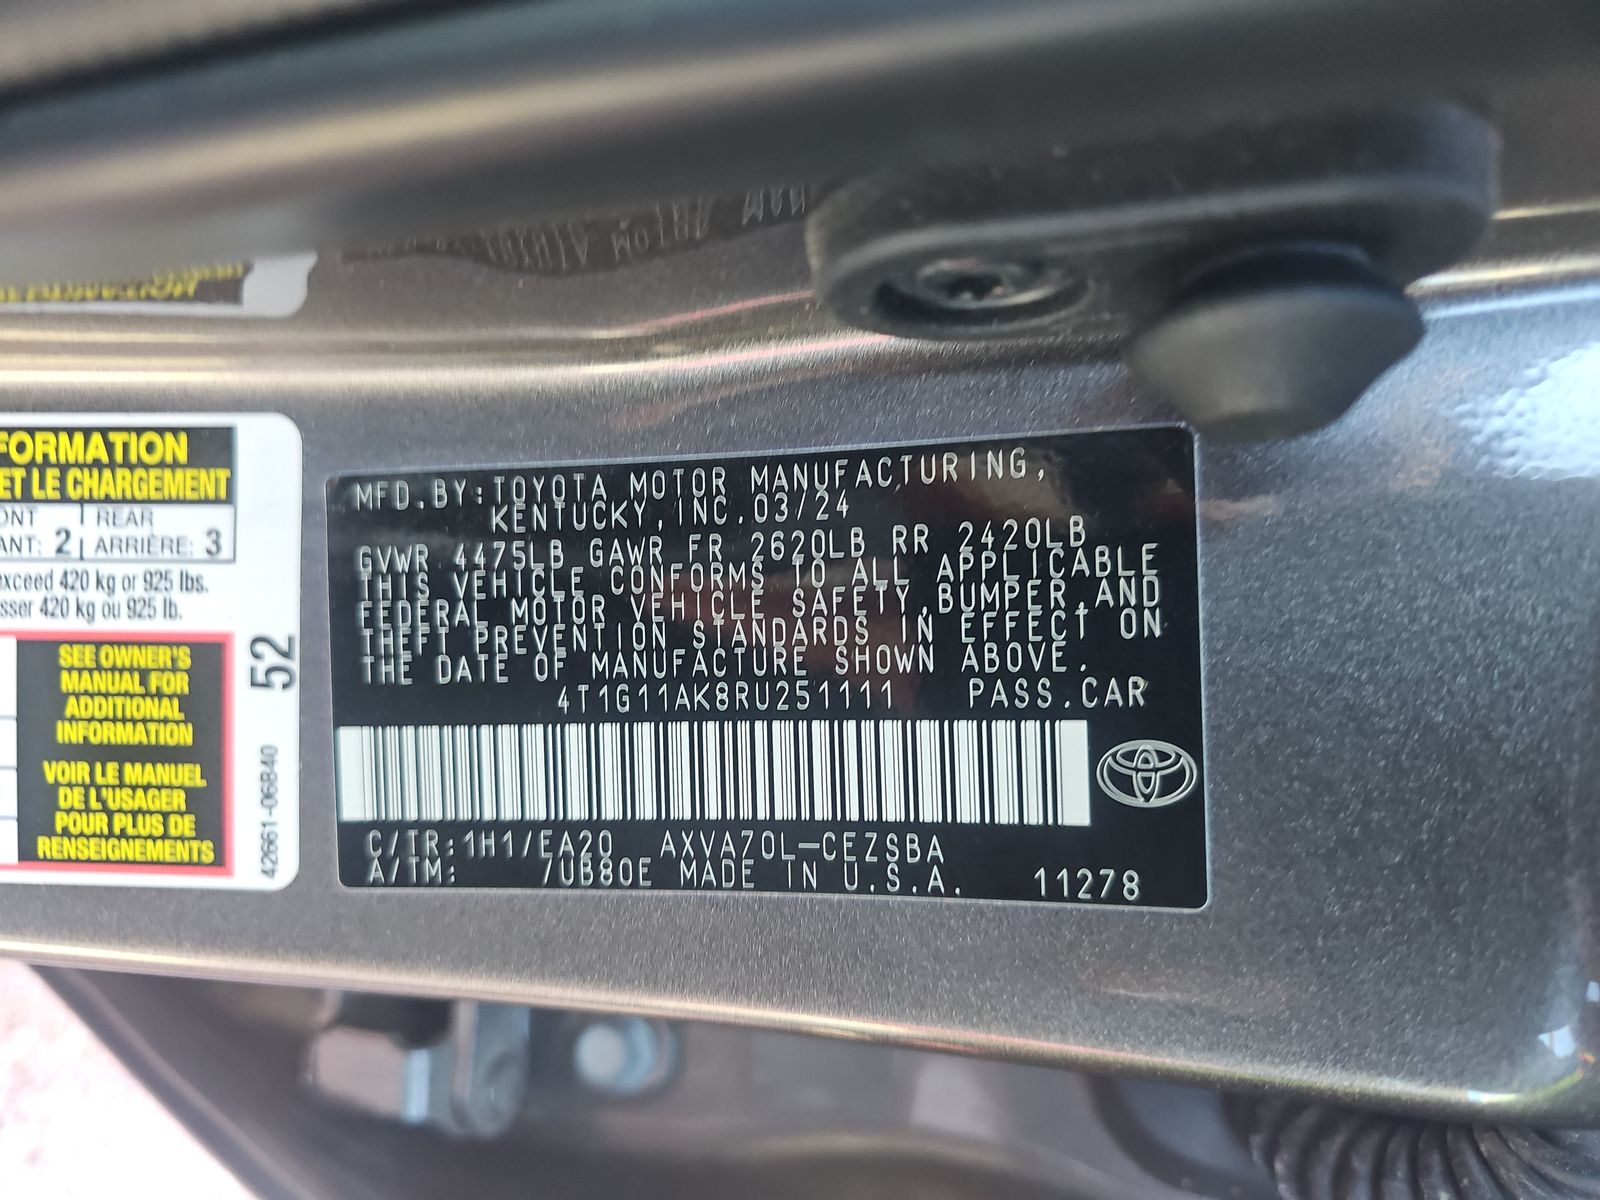 FORMATION
ET LE CHARGEMENT
ONT REAR
ANT: 2 ARRIÈRE: 3
exceed 420 kg or 925 lbs.
sser 420 kg ou 925 lb.
SEE OWNER'S
MANUAL FOR
ADDITIONAL
INFORMATION
VOIR LE MANUEL
DE L'USAGER
POUR PLUS DE
RENSEIGNEMENTS
52
42661-06B40
MFD.BY:TOYOTA MOTOR MANUFACTURING,
KENTUCKY,INC.03/24
GVWR 4475LB GAWR FR 2620LB RR 2420LB
THIS VEHICLE CONFORMS TO ALL APPLICABLE
FEDERAL MOTOR VEHICLE SAFETY,BUMPER,AND
THEFT PREVENTION STANDARDS IN EFFECT ON
THE DATE OF MANUFACTURE SHOWN ABOVE.
4T1G11AK8RU251111 PASS.CAR
C/TR:1H1/EA20 AXVA70L-CEZSBA
A/TM: /UB80E MADE IN U.S.A. 11278